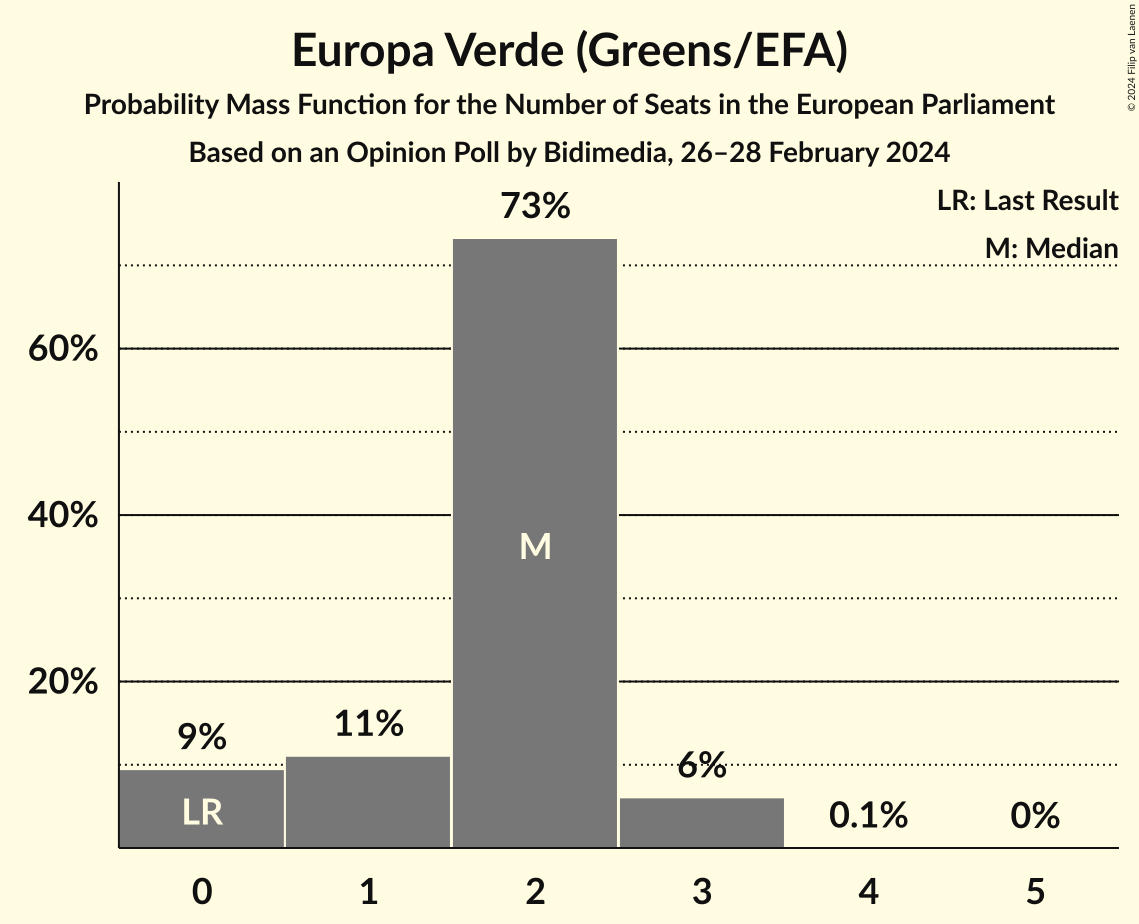 Europa Verde (Greens/EFA)
Probability Mass Function for the Number of Seats in the European Parliament
Based on an Opinion Poll by Bidimedia, 26–28 February 2024
© 2024 Filip van Laenen
LR: Last Result
M: Median
73%
60%
40%
M
20%
11%
9%
6%
LR
0.1%
0%
0 1 2 3 4 5